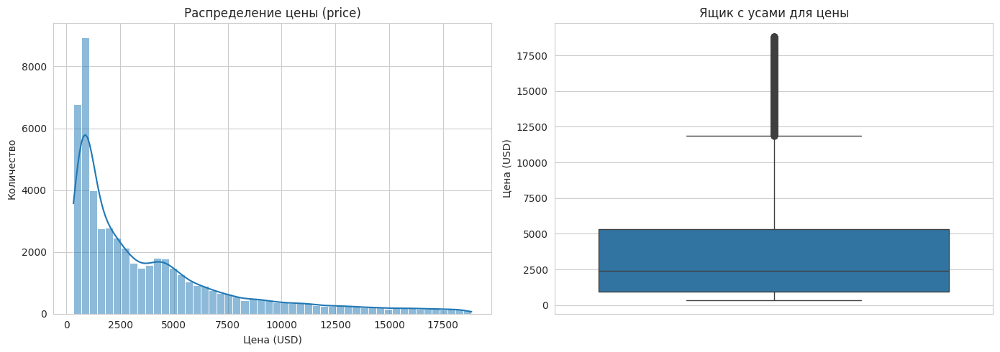 Распределение цены (price)
Количество
8000
6000
4000
2000
0
0 2500 5000 7500 10000 12500 15000 17500
Цена (USD)
Ящик с усами для цены
Цена (USD)
17500
15000
12500
10000
7500
5000
2500
0